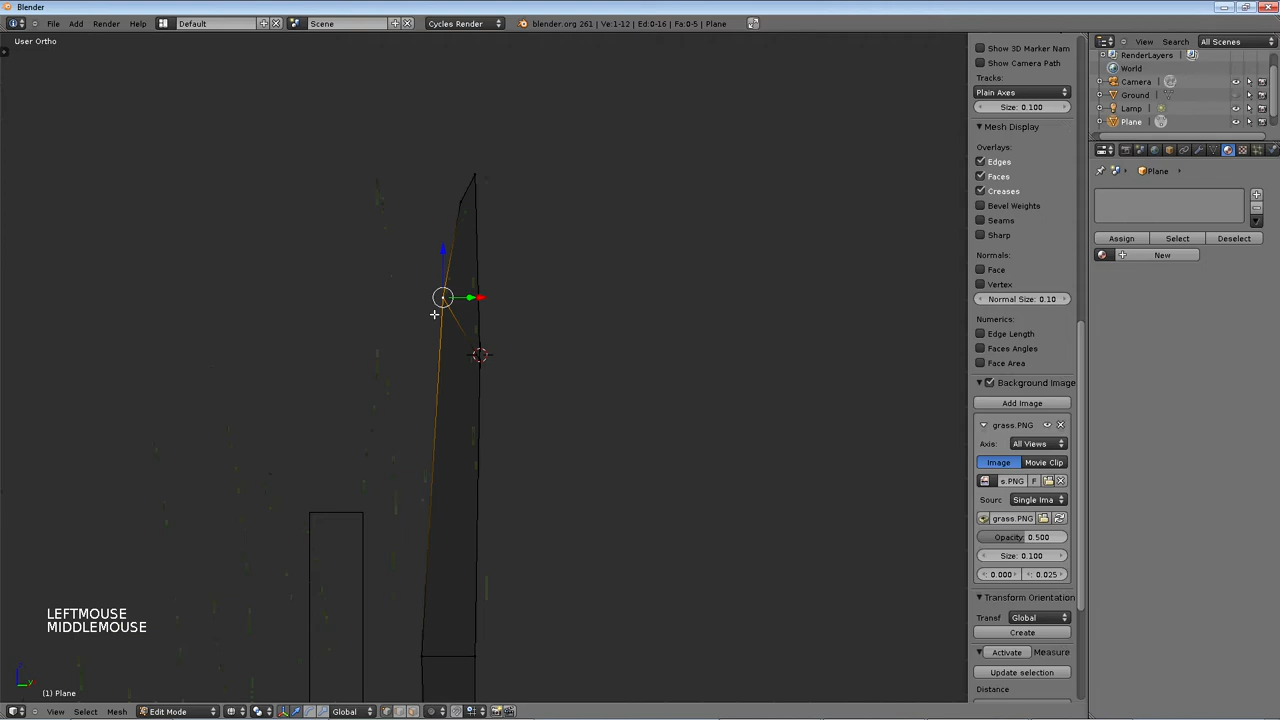 Blender
File Add Render Help Default Scene Cycles Render blender.org 261 | Ve:1-12 | Ed:0-16 | Fa:0-5 | Plane
User Ortho
View Search All Scenes
RenderLayers
World
Camera
Ground
Lamp
Plane
Show 3D Marker Nam
Show Camera Path
Tracks:
Plain Axes
Size: 0.100
Mesh Display
Overlays:
Edges
Faces
Creases
Bevel Weights
Seams
Sharp
Normals:
Face
Vertex
Normal Size: 0.10
Numerics:
Edge Length
Faces Angles
Face Area
Background Image
Add Image
grass.PNG
Axis: All Views
Image Movie Clip
s.PNG F
Sourc Single Ima
grass.PNG
Opacity: 0.500
Size: 0.100
: 0.000 : 0.025
Transform Orientation
Transf Global
Create
Activate Measure
Update selection
Distance
Plane
Assign Select Deselect
New
LEFTMOUSE
MIDDLEMOUSE
z
y
(1) Plane
View Select Mesh Edit Mode Global